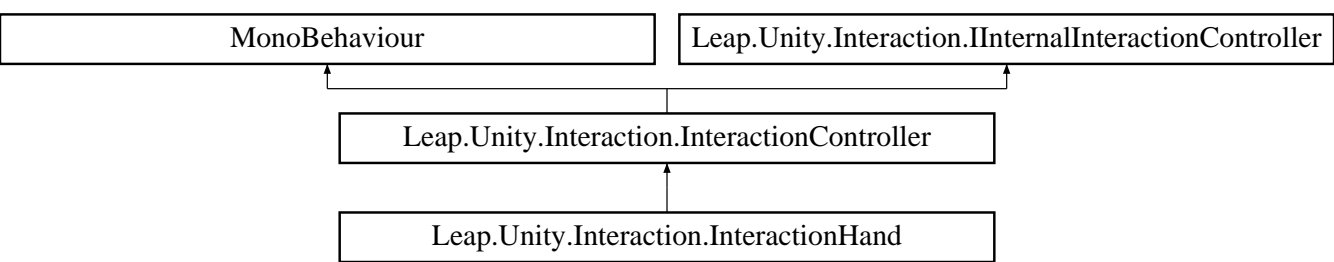 MonoBehaviour
Leap.Unity.Interaction.IInternalInteractionController
Leap.Unity.Interaction.InteractionController
Leap.Unity.Interaction.InteractionHand